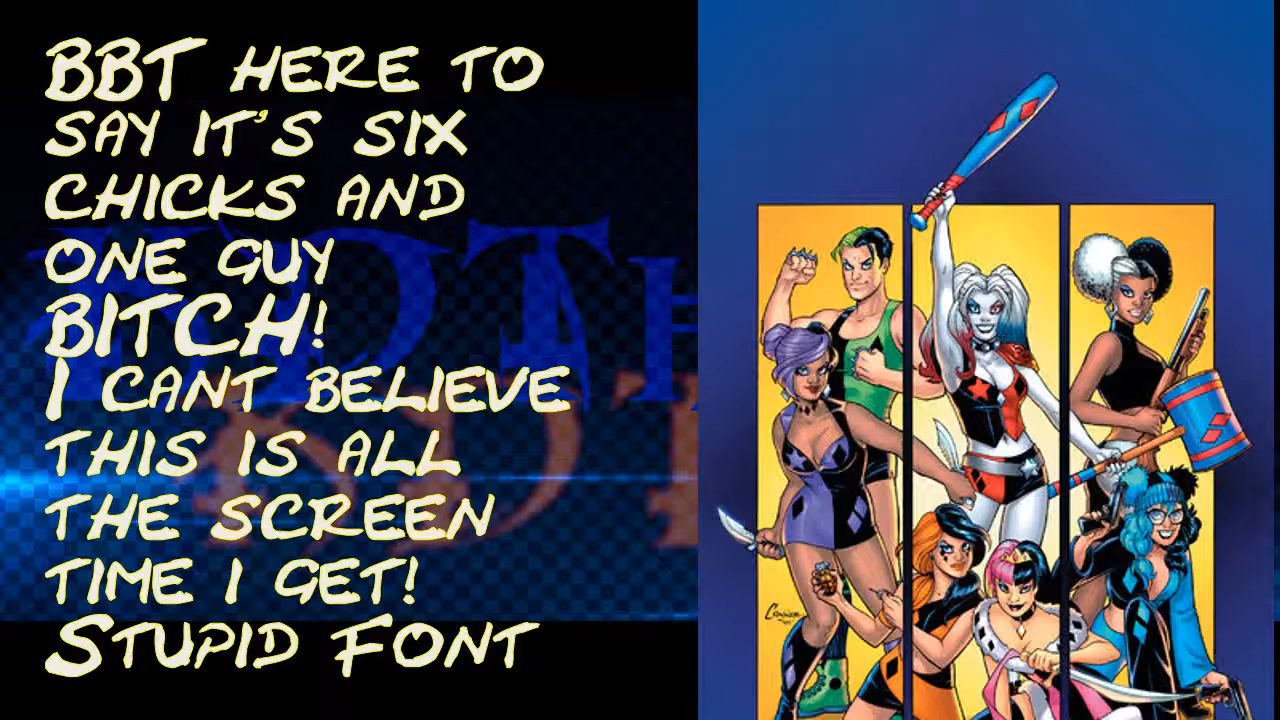 BBT HERE TO
SAY IT'S SIX
CHICKS AND
ONE GUY
BITCH!
I CANT BELIEVE
THIS IS ALL
THE SCREEN
TIME I GET!
STUPID FONT